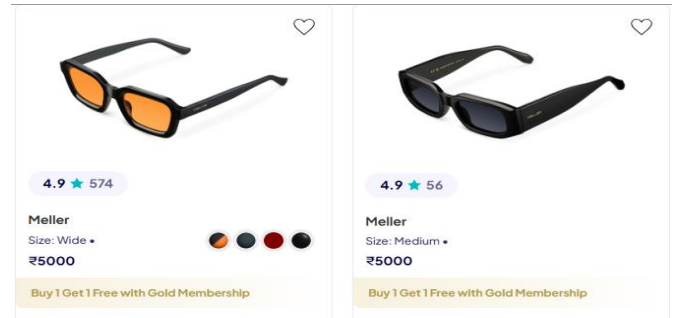 4.9 ★ 574
Meller
Size: Wide •
₹5000
Buy 1 Get 1 Free with Gold Membership
4.9 ★ 56
Meller
Size: Medium •
₹5000
Buy 1 Get 1 Free with Gold Membership